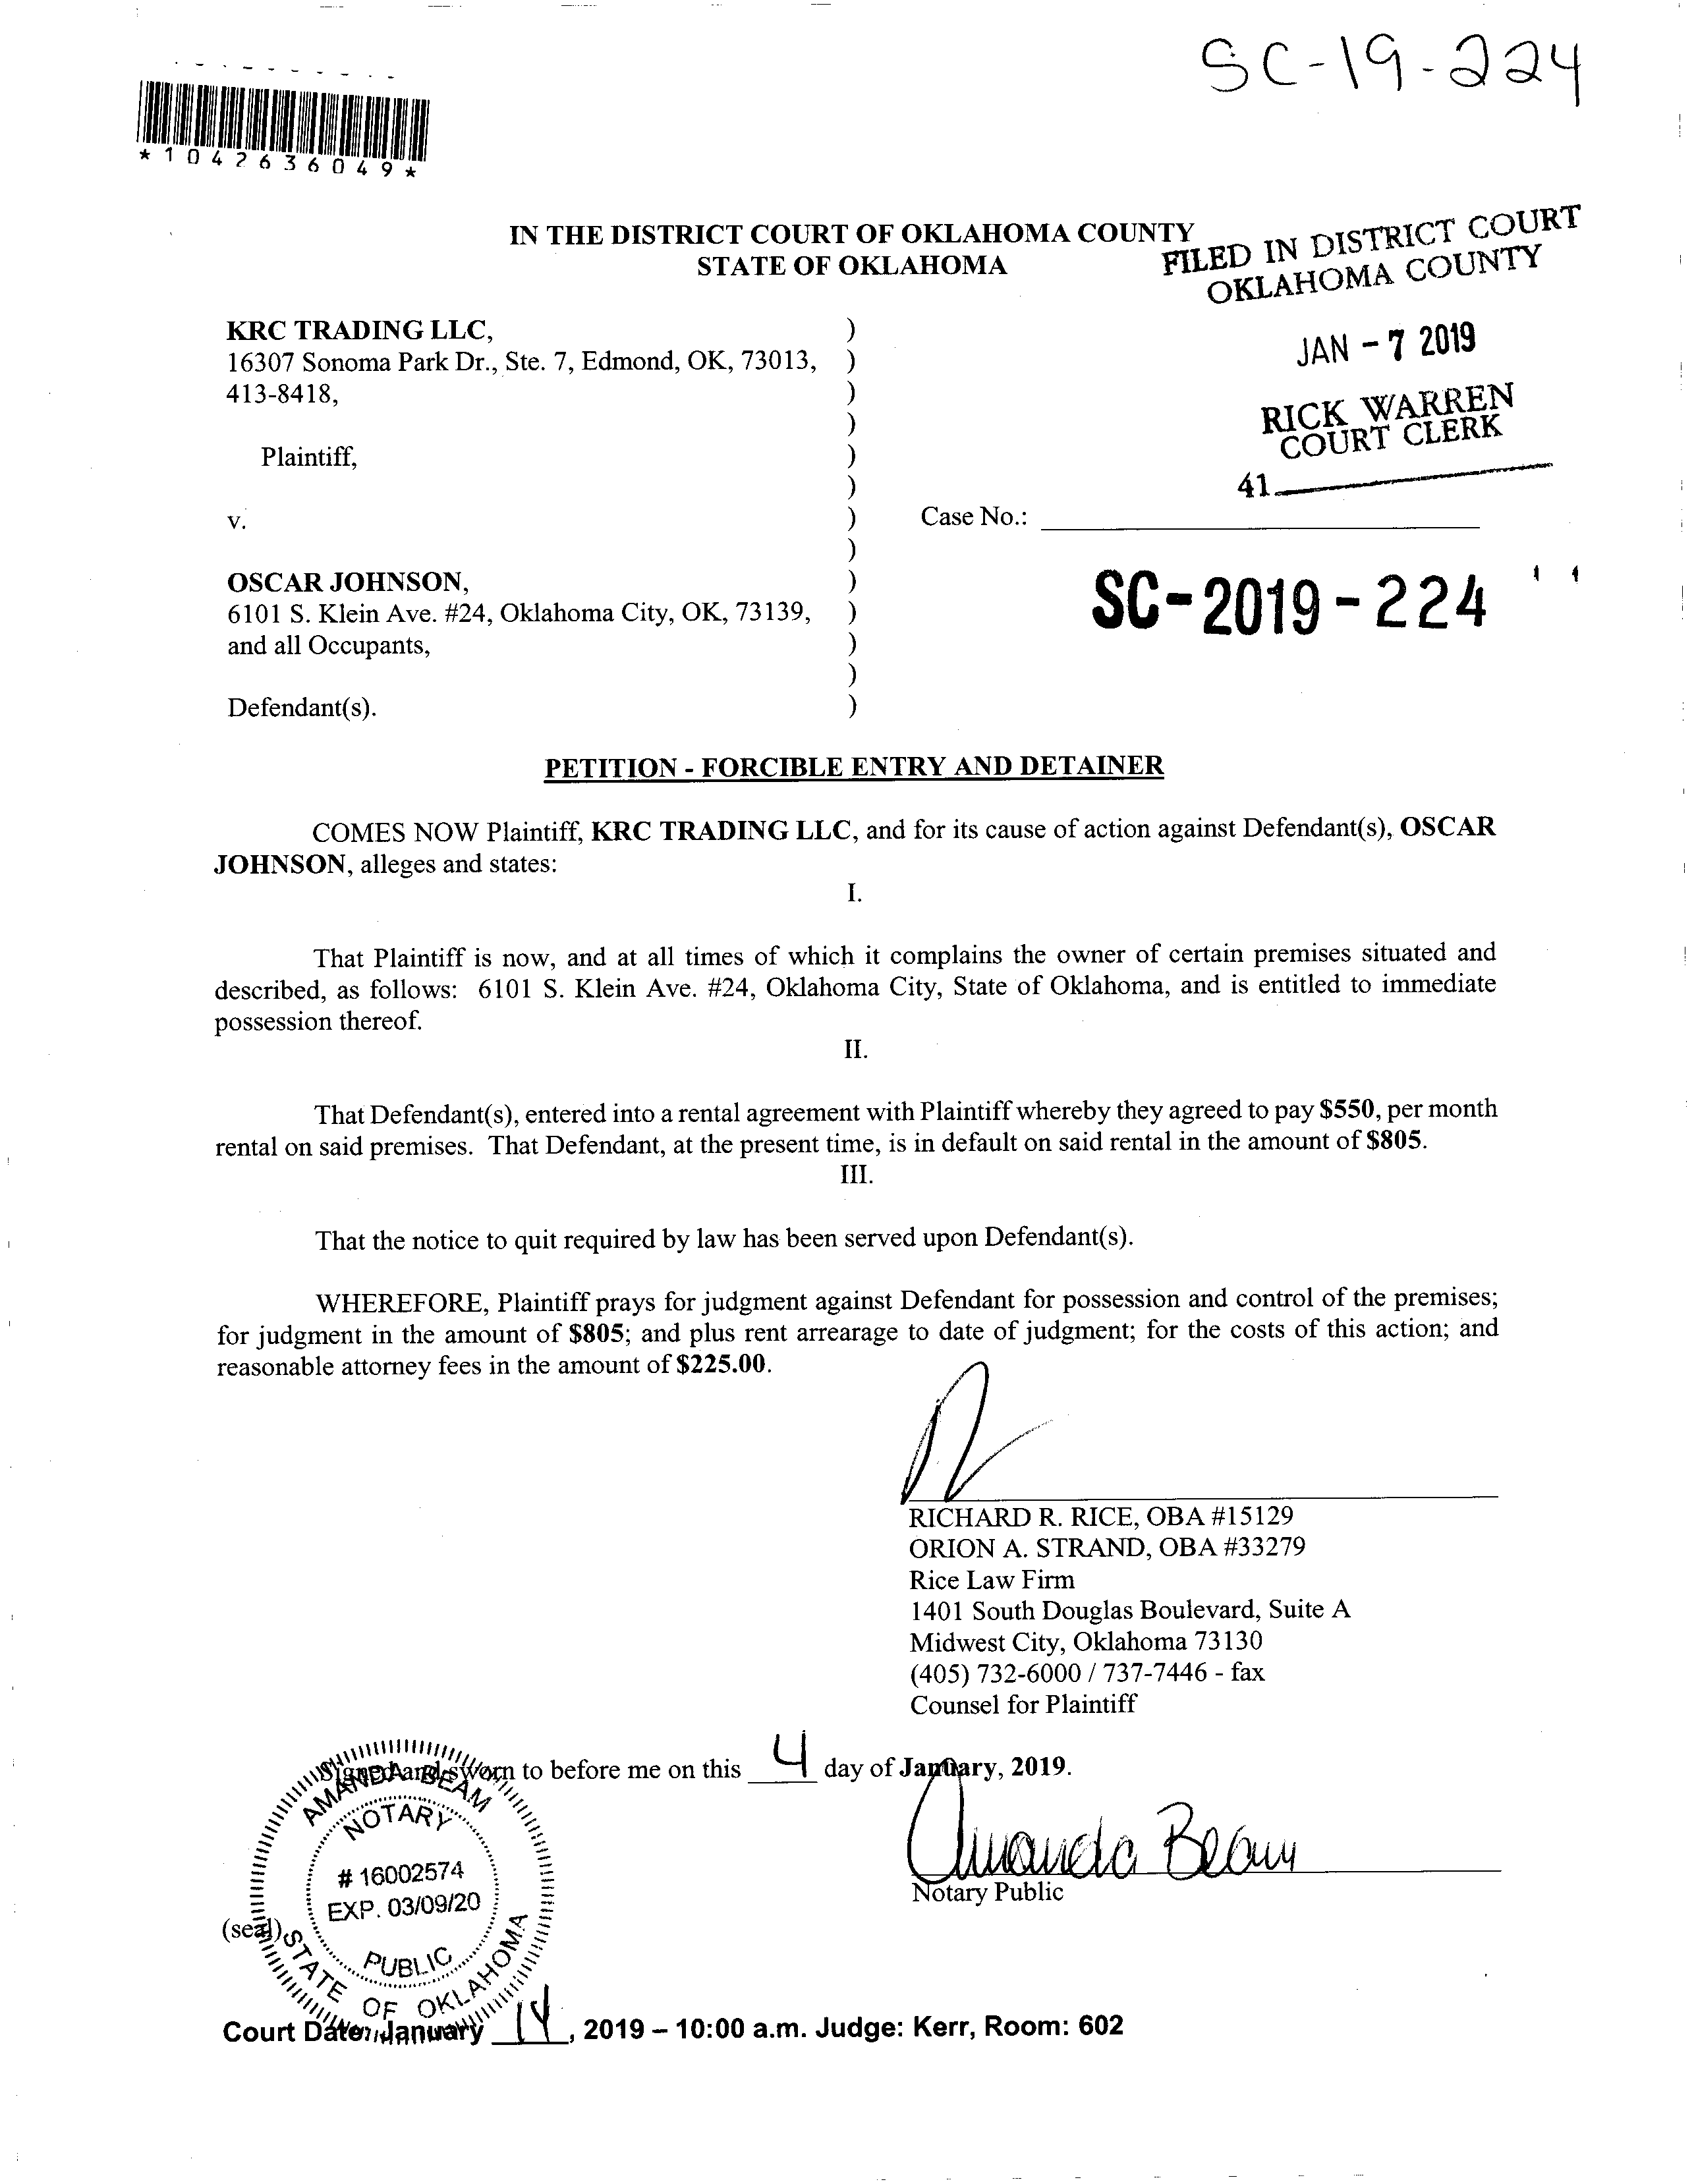 SC-19-224
*1042636049*
IN THE DISTRICT COURT OF OKLAHOMA COUNTY
STATE OF OKLAHOMA
FILED IN DISTRICT COURT
OKLAHOMA COUNTY
JAN - 7 2019
RICK WARREN
COURT CLERK
41
KRC TRADING LLC, )
16307 Sonoma Park Dr., Ste. 7, Edmond, OK, 73013, )
413-8418, )
)
Plaintiff, )
)
v. ) Case No.:
)
OSCAR JOHNSON, )
6101 S. Klein Ave. #24, Oklahoma City, OK, 73139, )
and all Occupants, )
)
Defendant(s). )
SC-2019-224
PETITION - FORCIBLE ENTRY AND DETAINER
COMES NOW Plaintiff, KRC TRADING LLC, and for its cause of action against Defendant(s), OSCAR
JOHNSON, alleges and states:
I.
That Plaintiff is now, and at all times of which it complains the owner of certain premises situated and
described, as follows: 6101 S. Klein Ave. #24, Oklahoma City, State of Oklahoma, and is entitled to immediate
possession thereof.
II.
That Defendant(s), entered into a rental agreement with Plaintiff whereby they agreed to pay $550, per month
rental on said premises. That Defendant, at the present time, is in default on said rental in the amount of $805.
III.
That the notice to quit required by law has been served upon Defendant(s).
WHEREFORE, Plaintiff prays for judgment against Defendant for possession and control of the premises;
for judgment in the amount of $805; and plus rent arrearage to date of judgment; for the costs of this action; and
reasonable attorney fees in the amount of $225.00.
RICHARD R. RICE, OBA #15129
ORION A. STRAND, OBA #33279
Rice Law Firm
1401 South Douglas Boulevard, Suite A
Midwest City, Oklahoma 73130
(405) 732-6000 / 737-7446 - fax
Counsel for Plaintiff
Signed and sworn to before me on this 4 day of January, 2019.
Amanda Beam
Notary Public
(seal)
AMANDA BEAM
NOTARY
# 16002574
EXP. 03/09/20
PUBLIC
STATE OF OKLAHOMA
Court Date: January 14, 2019 – 10:00 a.m. Judge: Kerr, Room: 602